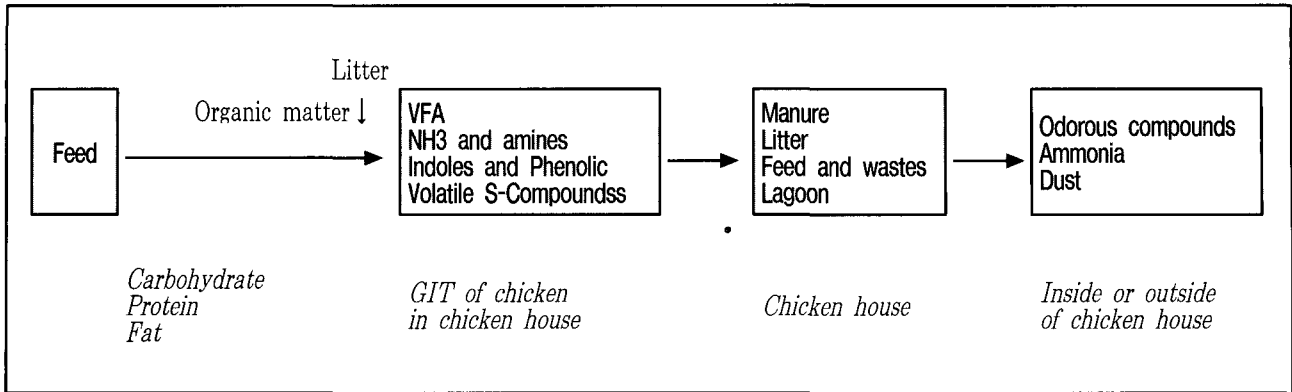 Litter
Organic matter ↓
Feed
VFA
NH3 and amines
Indoles and Phenolic
Volatile S-Compoundss
Manure
Litter
Feed and wastes
Lagoon
Odorous compounds
Ammonia
Dust
Carbohydrate
Protein
Fat
GIT of chicken
in chicken house
Chicken house
Inside or outside
of chicken house